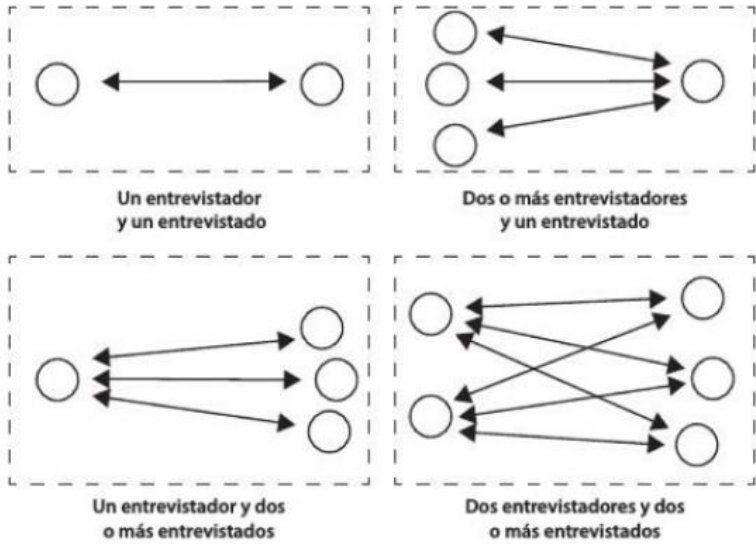 Un entrevistador
y un entrevistado
Dos o más entrevistadores
y un entrevistado
Un entrevistador y dos
o más entrevistados
Dos entrevistadores y dos
o más entrevistados